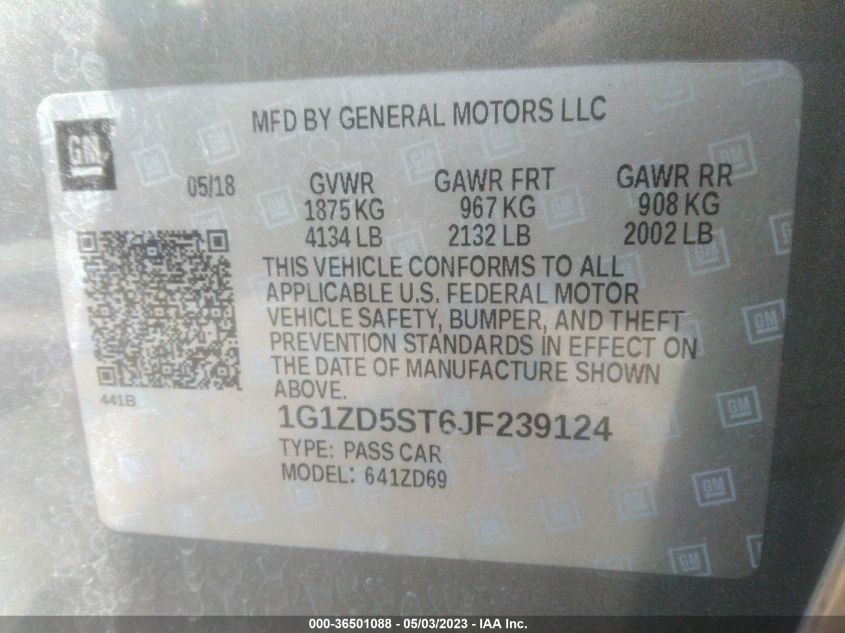 MFD BY GENERAL MOTORS LLC
GM
05/18 GVWR GAWR FRT GAWR RR
1875 KG 967 KG 908 KG
4134 LB 2132 LB 2002 LB
THIS VEHICLE CONFORMS TO ALL
APPLICABLE U.S. FEDERAL MOTOR
VEHICLE SAFETY, BUMPER, AND THEFT
PREVENTION STANDARDS IN EFFECT ON
THE DATE OF MANUFACTURE SHOWN
ABOVE.
441B
1G1ZD5ST6JF239124
TYPE: PASS CAR
MODEL: 641ZD69
000-36501088 - 05/03/2023 - IAA Inc.